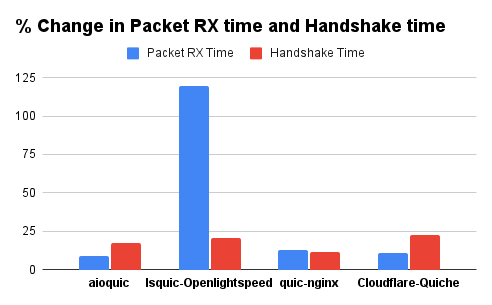 % Change in Packet RX time and Handshake time
Packet RX Time Handshake Time
125
100
75
50
25
0
aioquic lsquic-Openlightspeed quic-nginx Cloudflare-Quiche